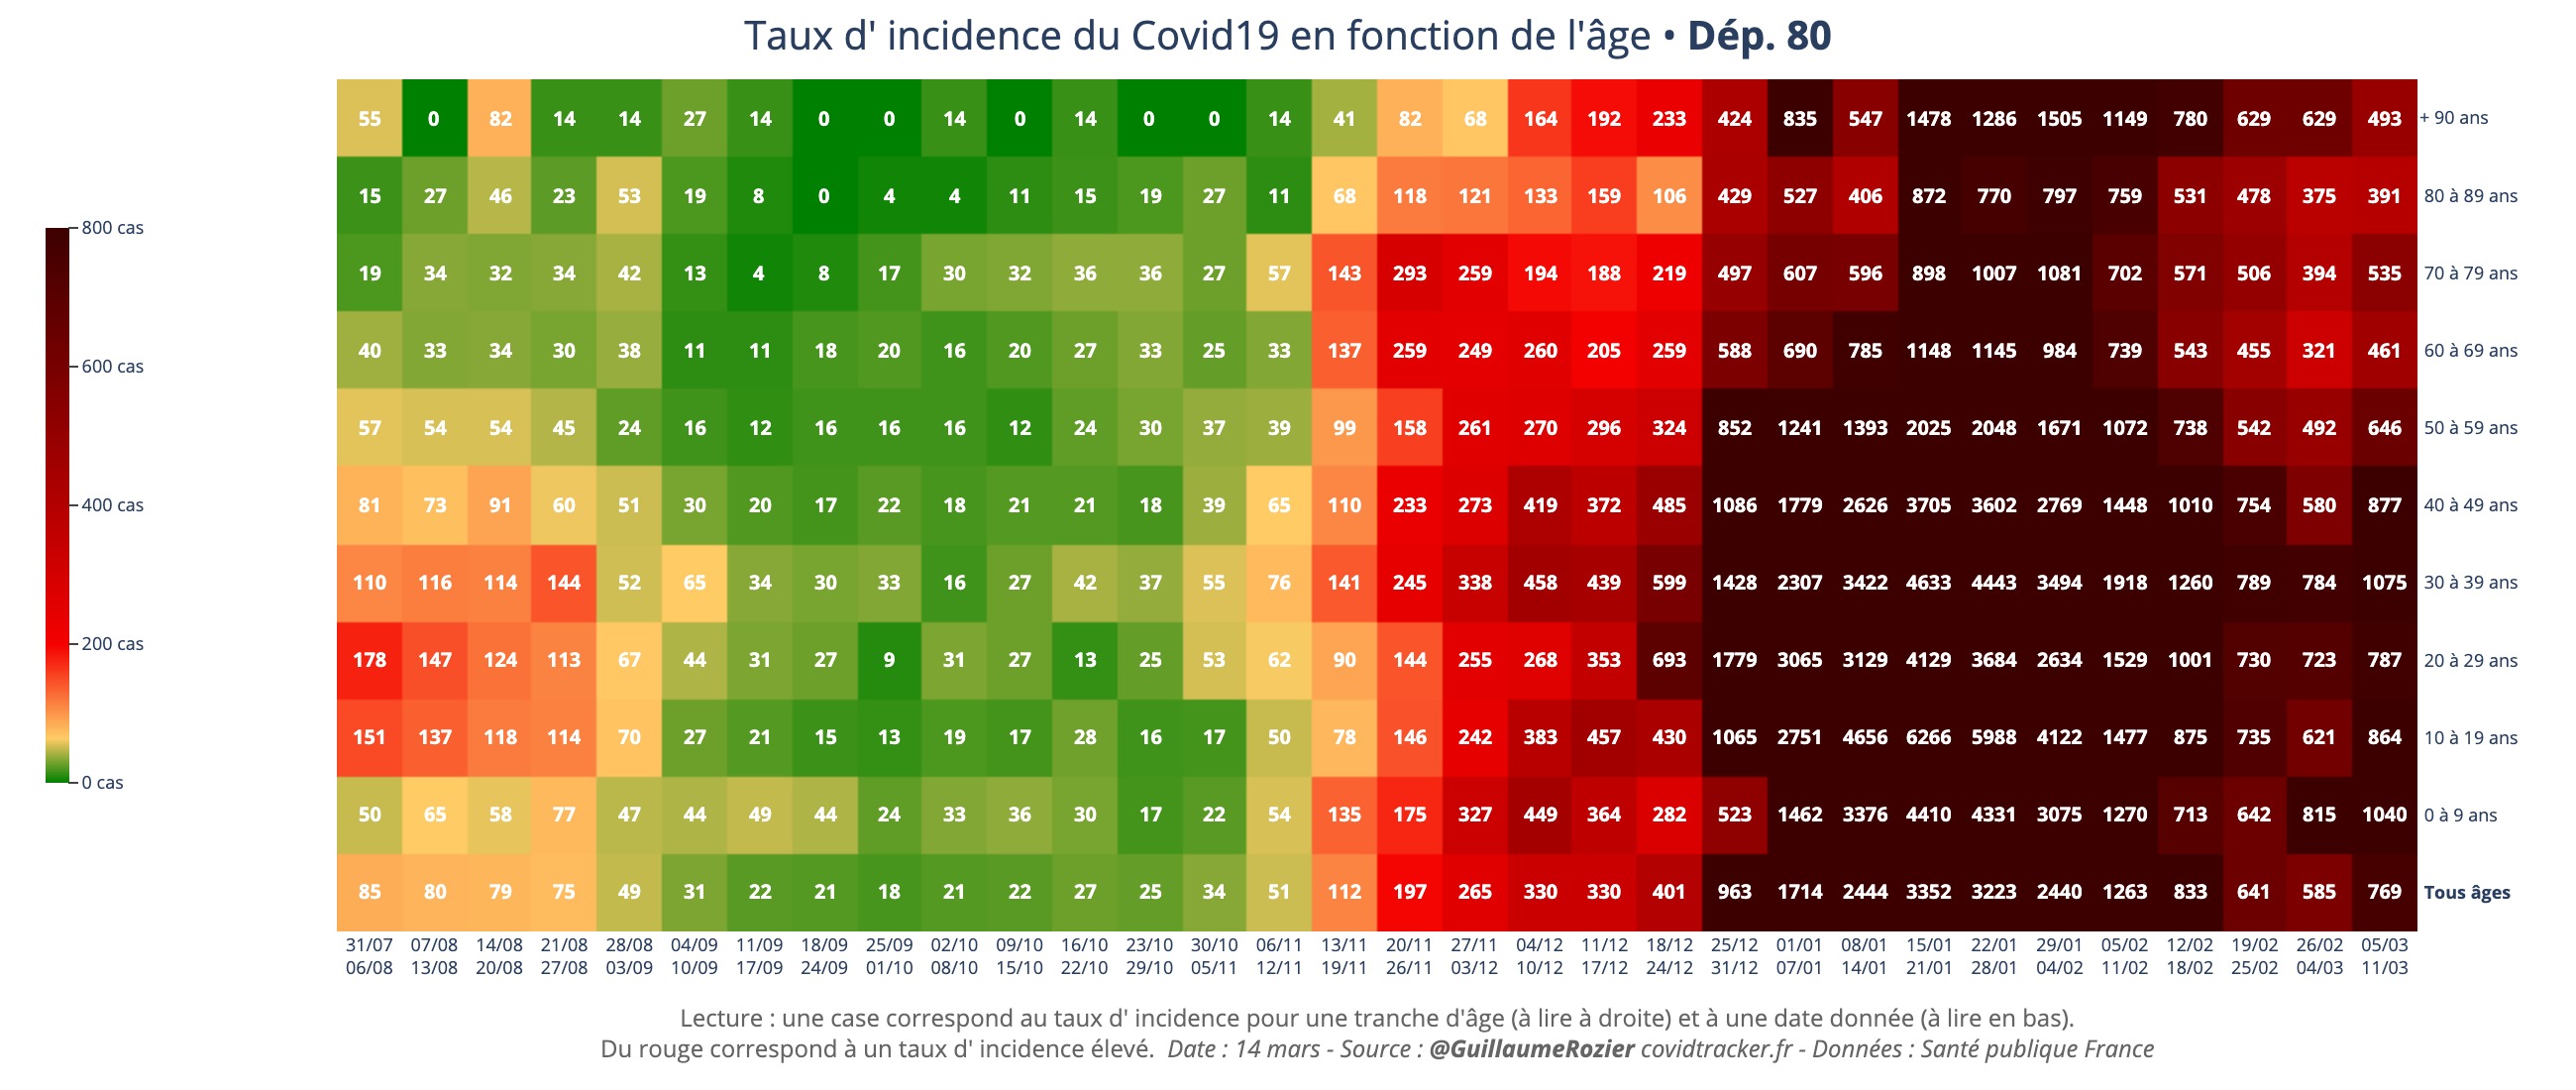 Taux d' incidence du Covid19 en fonction de l'âge • Dép. 80
800 cas
600 cas
400 cas
200 cas
0 cas
55 0 82 14 14 27 14 0 0 14 0 14 0 0 14 41 82 68 164 192 233 424 835 547 1478 1286 1505 1149 780 629 629 493 + 90 ans
15 27 46 23 53 19 8 0 4 4 11 15 19 27 11 68 118 121 133 159 106 429 527 406 872 770 797 759 531 478 375 391 80 à 89 ans
19 34 32 34 42 13 4 8 17 30 32 36 36 27 57 143 293 259 194 188 219 497 607 596 898 1007 1081 702 571 506 394 535 70 à 79 ans
40 33 34 30 38 11 11 18 20 16 20 27 33 25 33 137 259 249 260 205 259 588 690 785 1148 1145 984 739 543 455 321 461 60 à 69 ans
57 54 54 45 24 16 12 16 16 16 12 24 30 37 39 99 158 261 270 296 324 852 1241 1393 2025 2048 1671 1072 738 542 492 646 50 à 59 ans
81 73 91 60 51 30 20 17 22 18 21 21 18 39 65 110 233 273 419 372 485 1086 1779 2626 3705 3602 2769 1448 1010 754 580 877 40 à 49 ans
110 116 114 144 52 65 34 30 33 16 27 42 37 55 76 141 245 338 458 439 599 1428 2307 3422 4633 4443 3494 1918 1260 789 784 1075 30 à 39 ans
178 147 124 113 67 44 31 27 9 31 27 13 25 53 62 90 144 255 268 353 693 1779 3065 3129 4129 3684 2634 1529 1001 730 723 787 20 à 29 ans
151 137 118 114 70 27 21 15 13 19 17 28 16 17 50 78 146 242 383 457 430 1065 2751 4656 6266 5988 4122 1477 875 735 621 864 10 à 19 ans
50 65 58 77 47 44 49 44 24 33 36 30 17 22 54 135 175 327 449 364 282 523 1462 3376 4410 4331 3075 1270 713 642 815 1040 0 à 9 ans
85 80 79 75 49 31 22 21 18 21 22 27 25 34 51 112 197 265 330 330 401 963 1714 2444 3352 3223 2440 1263 833 641 585 769 Tous âges
31/07 07/08 14/08 21/08 28/08 04/09 11/09 18/09 25/09 02/10 09/10 16/10 23/10 30/10 06/11 13/11 20/11 27/11 04/12 11/12 18/12 25/12 01/01 08/01 15/01 22/01 29/01 05/02 12/02 19/02 26/02 05/03
06/08 13/08 20/08 27/08 03/09 10/09 17/09 24/09 01/10 08/10 15/10 22/10 29/10 05/11 12/11 19/11 26/11 03/12 10/12 17/12 24/12 31/12 07/01 14/01 21/01 28/01 04/02 11/02 18/02 25/02 04/03 11/03
Lecture : une case correspond au taux d' incidence pour une tranche d'âge (à lire à droite) et à une date donnée (à lire en bas).
Du rouge correspond à un taux d' incidence élevé. Date : 14 mars - Source : @GuillaumeRozier covidtracker.fr - Données : Santé publique France